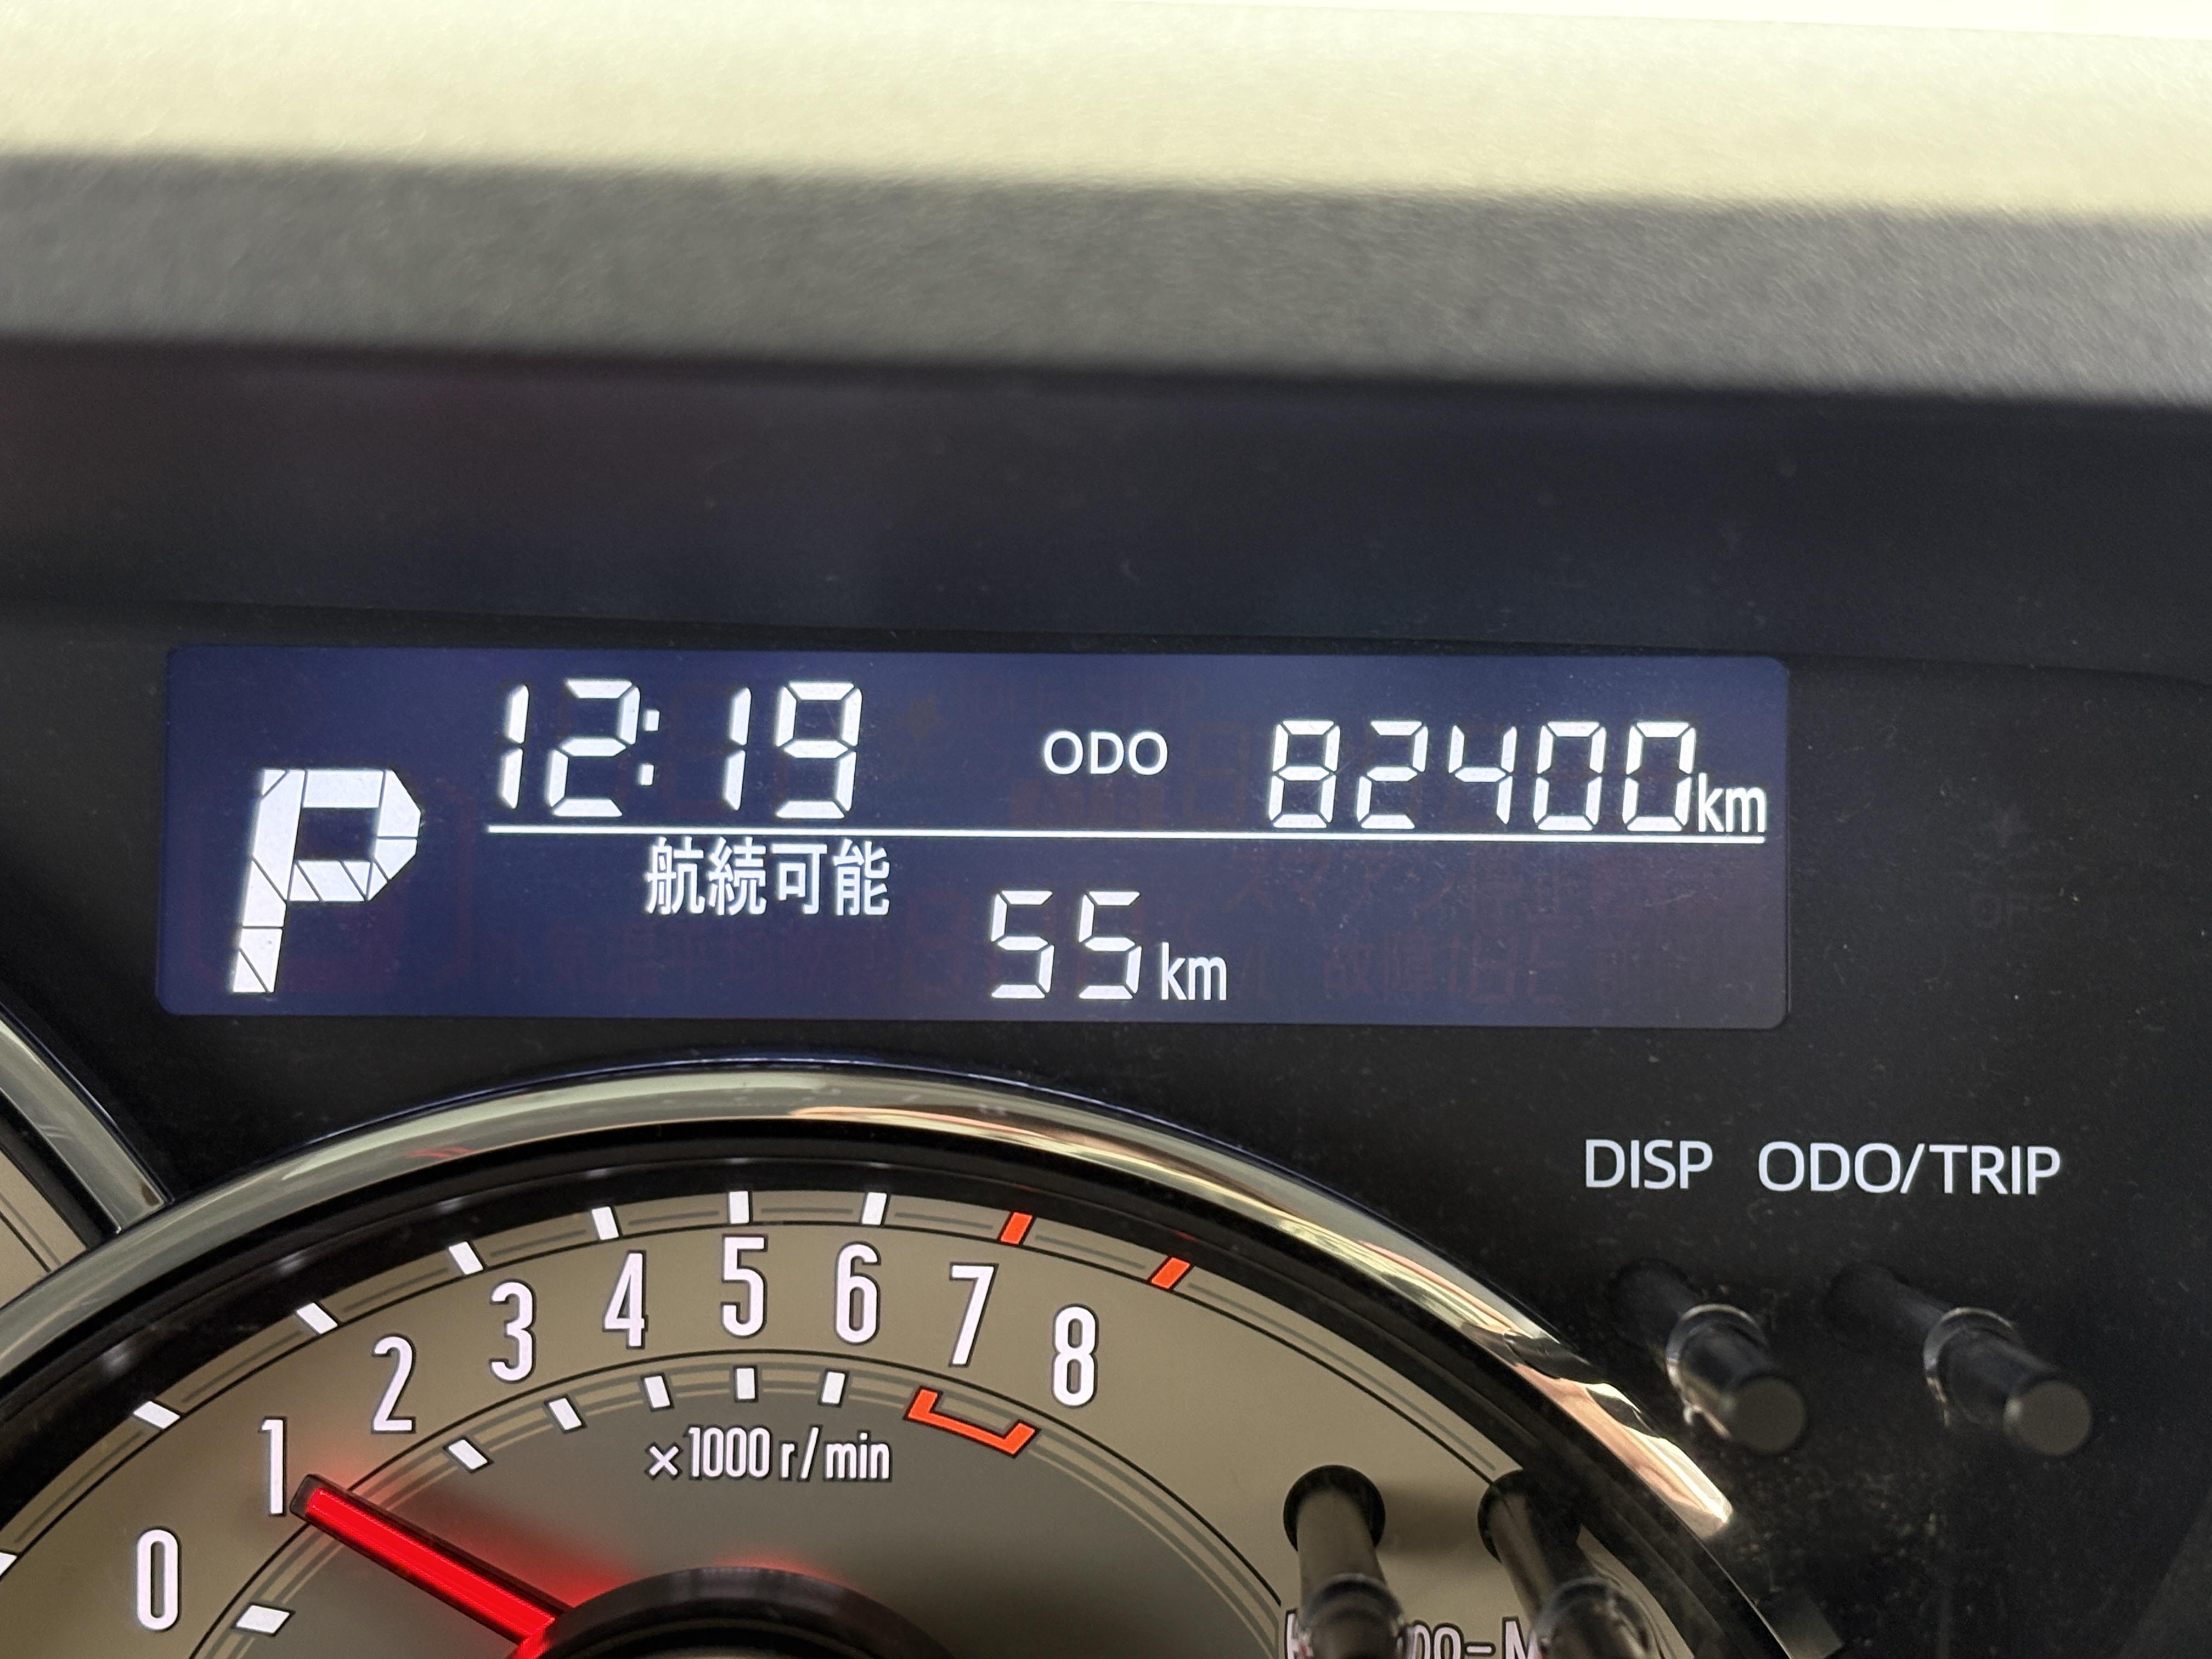 12:19 ODO 82400km
P
航続可能
55km
DISP ODO/TRIP
0 1 2 3 4 5 6 7 8
×1000 r/min